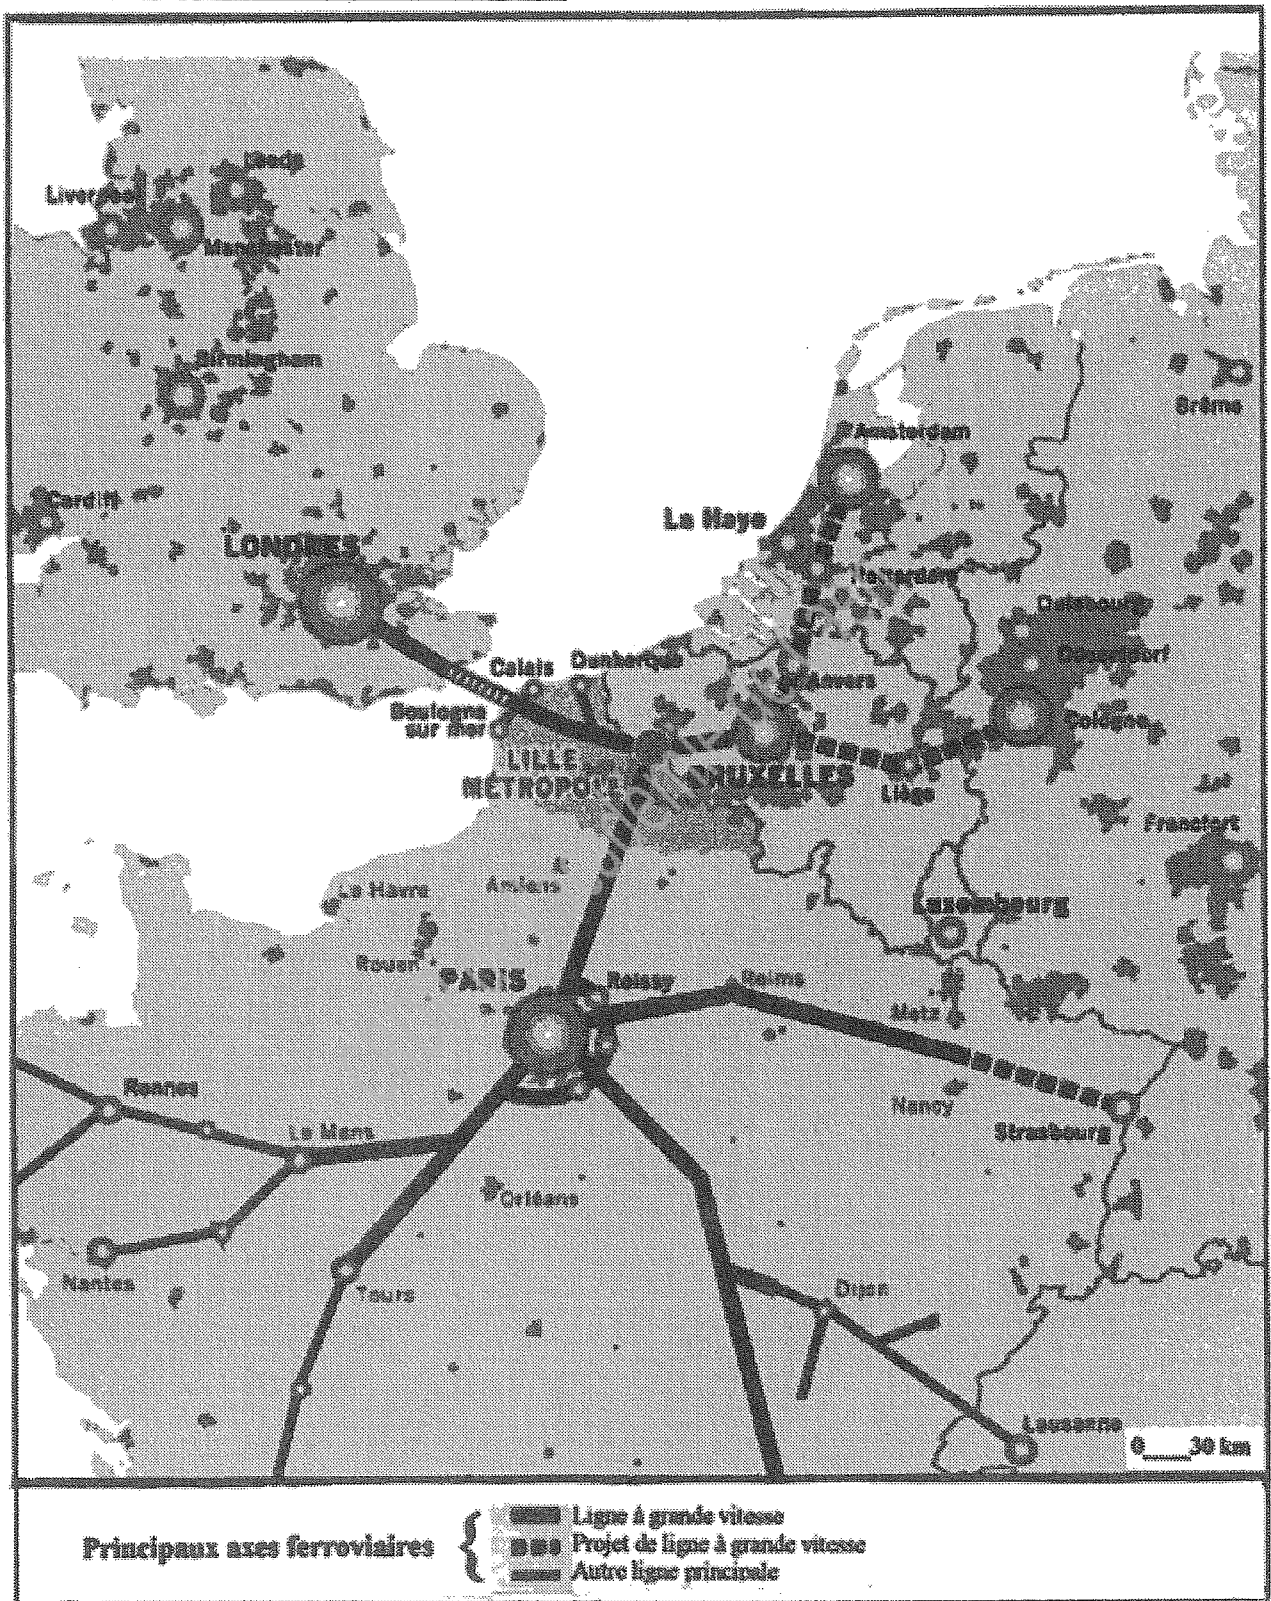 Leeds
Liverpool
Manchester
Birmingham
Brême
Amsterdam
Cardiff
La Haye
LONDRES
Rotterdam
Duisbourg
Düsseldorf
Calais
Dunkerque
Anvers
Boulogne
sur mer
Cologne
LILLE
MÉTROPOLE
BRUXELLES
Liège
Francfort
Le Havre
Amiens
Luxembourg
Rouen
PARIS
Roissy
Reims
Metz
Rennes
Nancy
Le Mans
Strasbourg
Orléans
Nantes
Tours
Dijon
Lausanne
0 30 km
Principaux axes ferroviaires
Ligne à grande vitesse
Projet de ligne à grande vitesse
Autre ligne principale